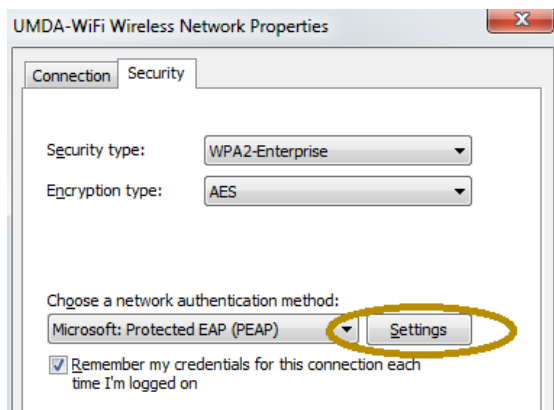 UMDA-WiFi Wireless Network Properties
Connection Security
Security type: WPA2-Enterprise
Encryption type: AES
Choose a network authentication method:
Microsoft: Protected EAP (PEAP) Settings
Remember my credentials for this connection each
time I'm logged on